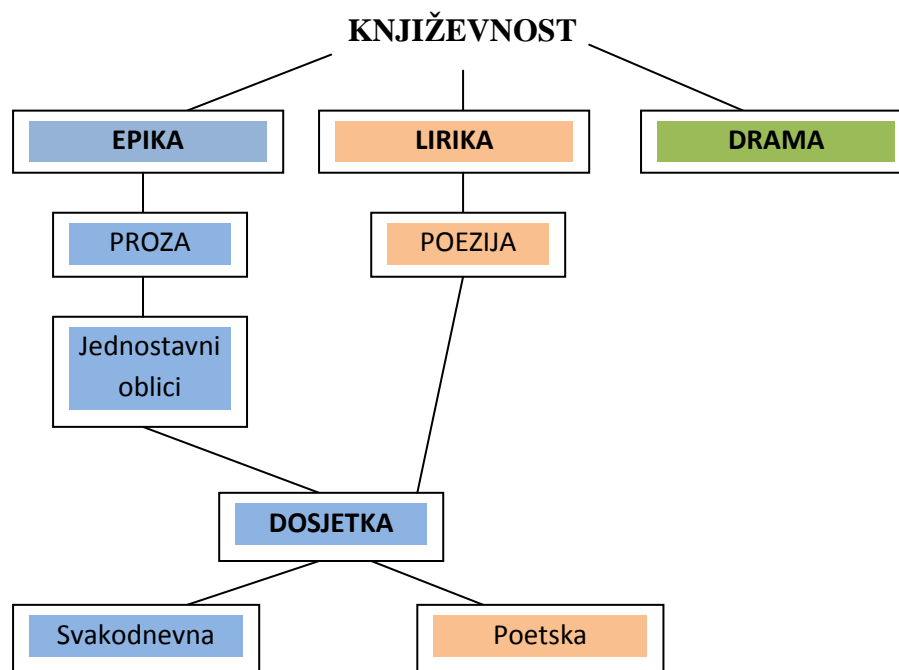 KNJIŽEVNOST
EPIKA
LIRIKA
DRAMA
PROZA
POEZIJA
Jednostavni
oblici
DOSJETKA
Svakodnevna
Poetska